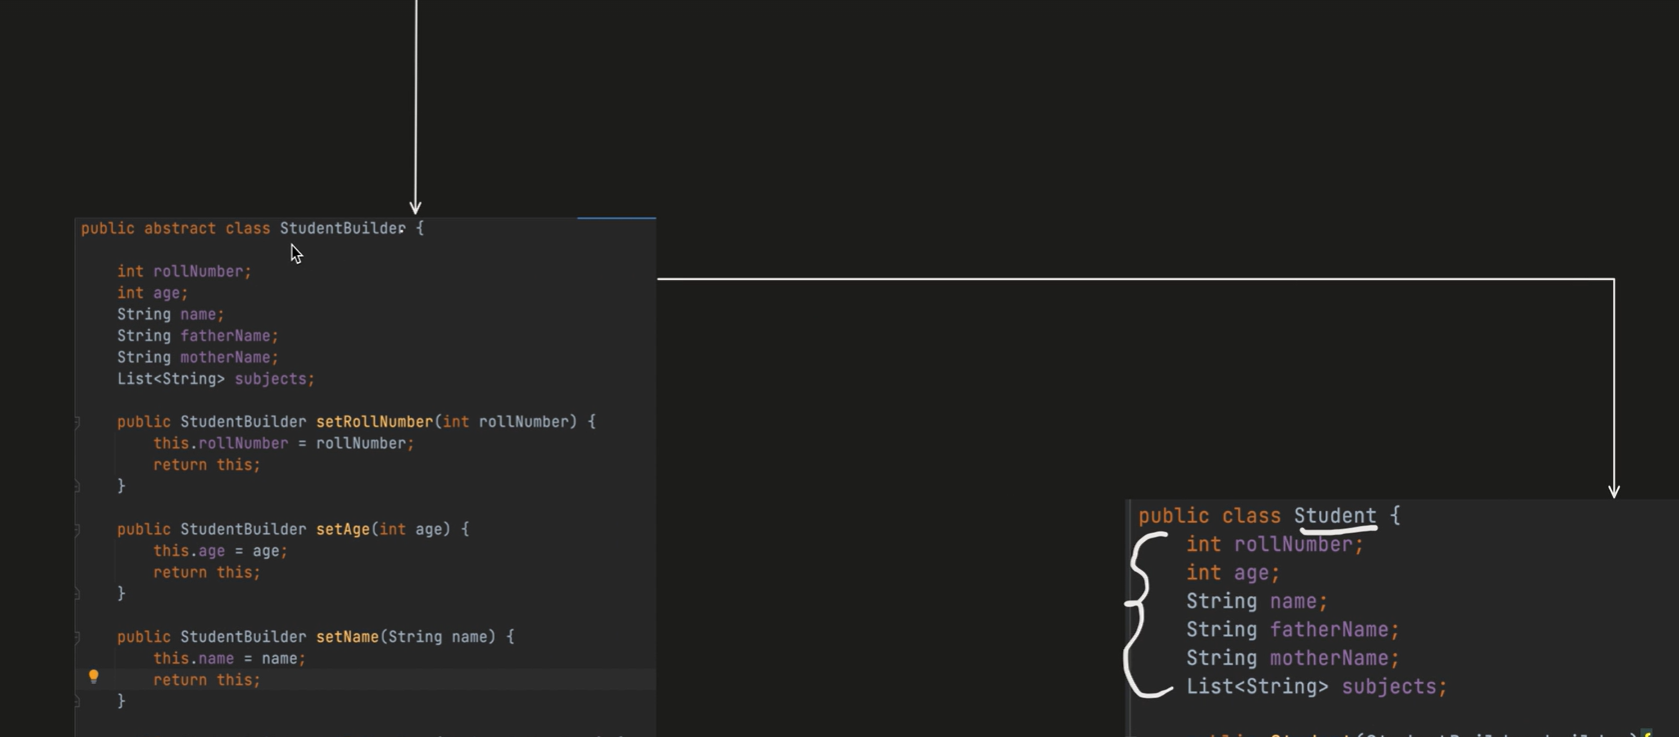 public abstract class StudentBuilder {
int rollNumber;
int age;
String name;
String fatherName;
String motherName;
List<String> subjects;
public StudentBuilder setRollNumber(int rollNumber) {
this.rollNumber = rollNumber;
return this;
}
public StudentBuilder setAge(int age) {
this.age = age;
return this;
}
public StudentBuilder setName(String name) {
this.name = name;
return this;
}
public class Student {
int rollNumber;
int age;
String name;
String fatherName;
String motherName;
List<String> subjects;